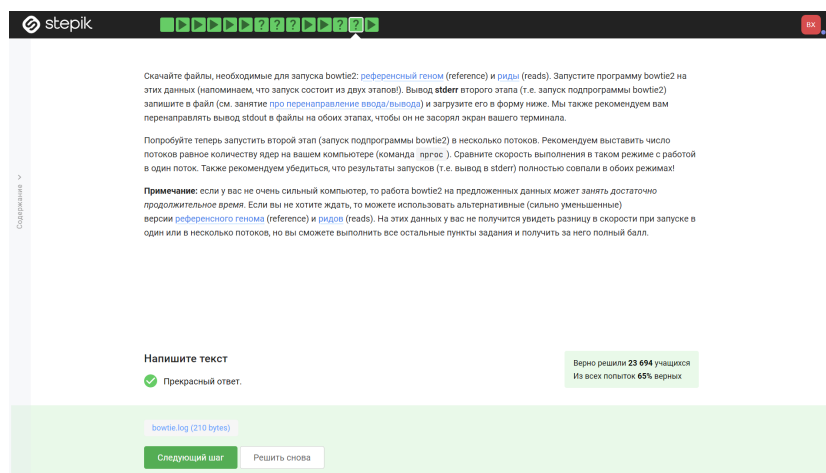 stepik
BX
Содержание
Скачайте файлы, необходимые для запуска bowtie2: референсный геном (reference) и риды (reads). Запустите программу bowtie2 на
этих данных (напоминаем, что запуск состоит из двух этапов!). Вывод stderr второго этапа (т.е. запуск подпрограммы bowtie2)
запишите в файл (см. занятие про перенаправление ввода/вывода) и загрузите его в форму ниже. Мы также рекомендуем вам
перенаправлять вывод stdout в файлы на обоих этапах, чтобы он не засорял экран вашего терминала.
Попробуйте теперь запустить второй этап (запуск подпрограммы bowtie2) в несколько потоков. Рекомендуем выставить число
потоков равное количеству ядер на вашем компьютере (команда nproc ). Сравните скорость выполнения в таком режиме с работой
в один поток. Также рекомендуем убедиться, что результаты запусков (т.е. вывод в stderr) полностью совпали в обоих режимах!
Примечание: если у вас не очень сильный компьютер, то работа bowtie2 на предложенных данных может занять достаточно
продолжительное время. Если вы не хотите ждать, то можете использовать альтернативные (сильно уменьшенные)
версии референсного генома (reference) и ридов (reads). На этих данных у вас не получится увидеть разницу в скорости при запуске в
один или в несколько потоков, но вы сможете выполнить все остальные пункты задания и получить за него полный балл.
Напишите текст
Прекрасный ответ.
Верно решили 23 694 учащихся
Из всех попыток 65% верных
bowtie.log (210 bytes)
Следующий шаг
Решить снова